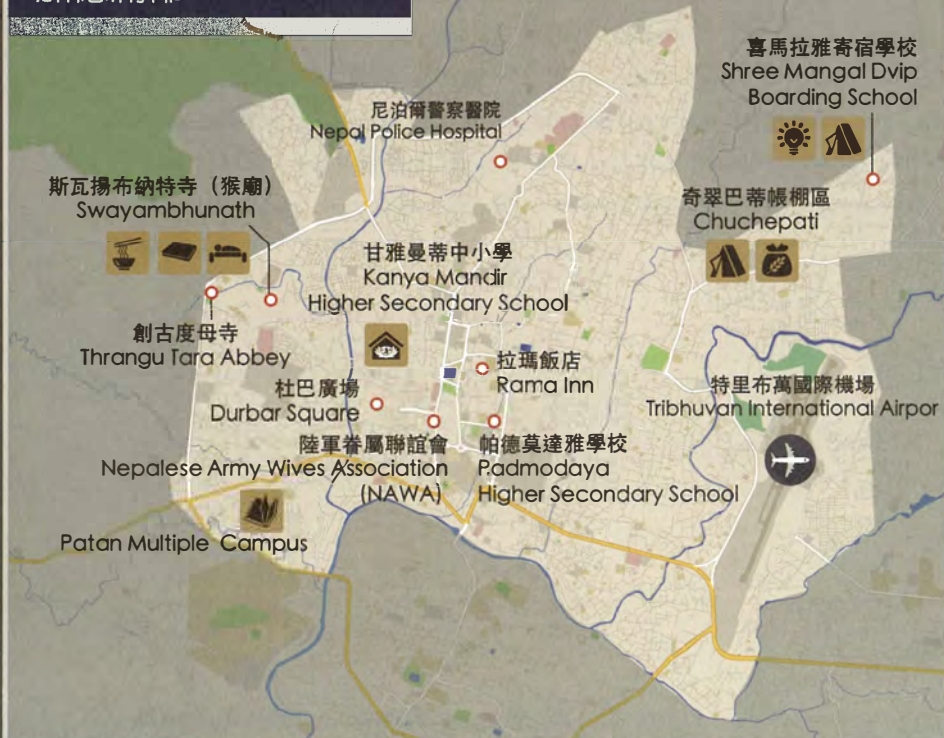 喜馬拉雅寄宿學校
Shree Mangal Dvip
Boarding School
尼泊爾警察醫院
Nepal Police Hospital
斯瓦揚布納特寺（猴廟）
Swayambhunath
奇翠巴蒂帳棚區
Chuchepati
甘雅曼蒂中小學
Kanya Mandir
Higher Secondary School
創古度母寺
Thrangu Tara Abbey
拉瑪飯店
Rama Inn
杜巴廣場
Durbar Square
特里布萬國際機場
Tribhuvan International Airpor
陸軍眷屬聯誼會
Nepalese Army Wives Association
(NAWA)
帕德莫達雅學校
Padmodaya
Higher Secondary School
Patan Multiple Campus